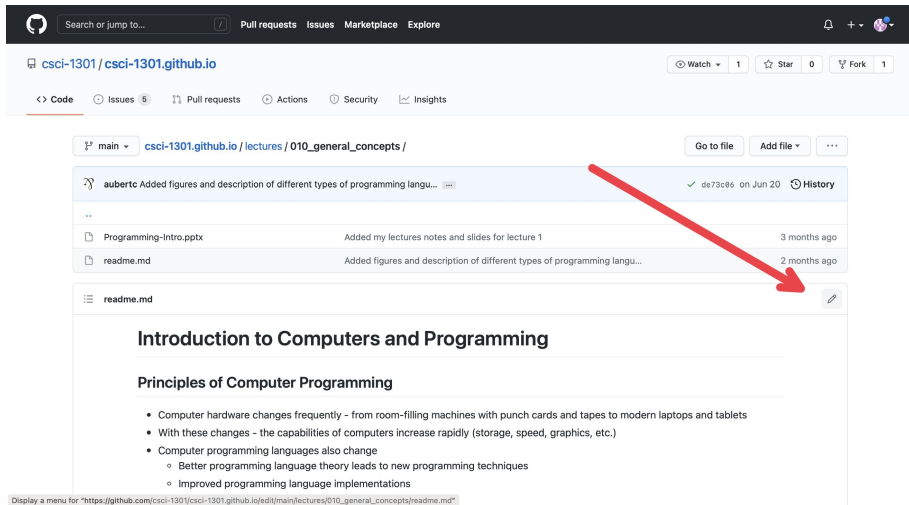 Search or jump to... /
Pull requests Issues Marketplace Explore
csci-1301 / csci-1301.github.io
Watch 1 Star 0 Fork 1
Code Issues 5 Pull requests Actions Security Insights
main csci-1301.github.io / lectures / 010_general_concepts / Go to file Add file ...
aubertc Added figures and description of different types of programming langu... ... de73c06 on Jun 20 History
..
Programming-Intro.pptx Added my lectures notes and slides for lecture 1 3 months ago
readme.md Added figures and description of different types of programming langu... 2 months ago
readme.md
Introduction to Computers and Programming
Principles of Computer Programming
• Computer hardware changes frequently - from room-filling machines with punch cards and tapes to modern laptops and tablets
• With these changes - the capabilities of computers increase rapidly (storage, speed, graphics, etc.)
• Computer programming languages also change
◦ Better programming language theory leads to new programming techniques
◦ Improved programming language implementations
Display a menu for "https://github.com/csci-1301/csci-1301.github.io/edit/main/lectures/010_general_concepts/readme.md"